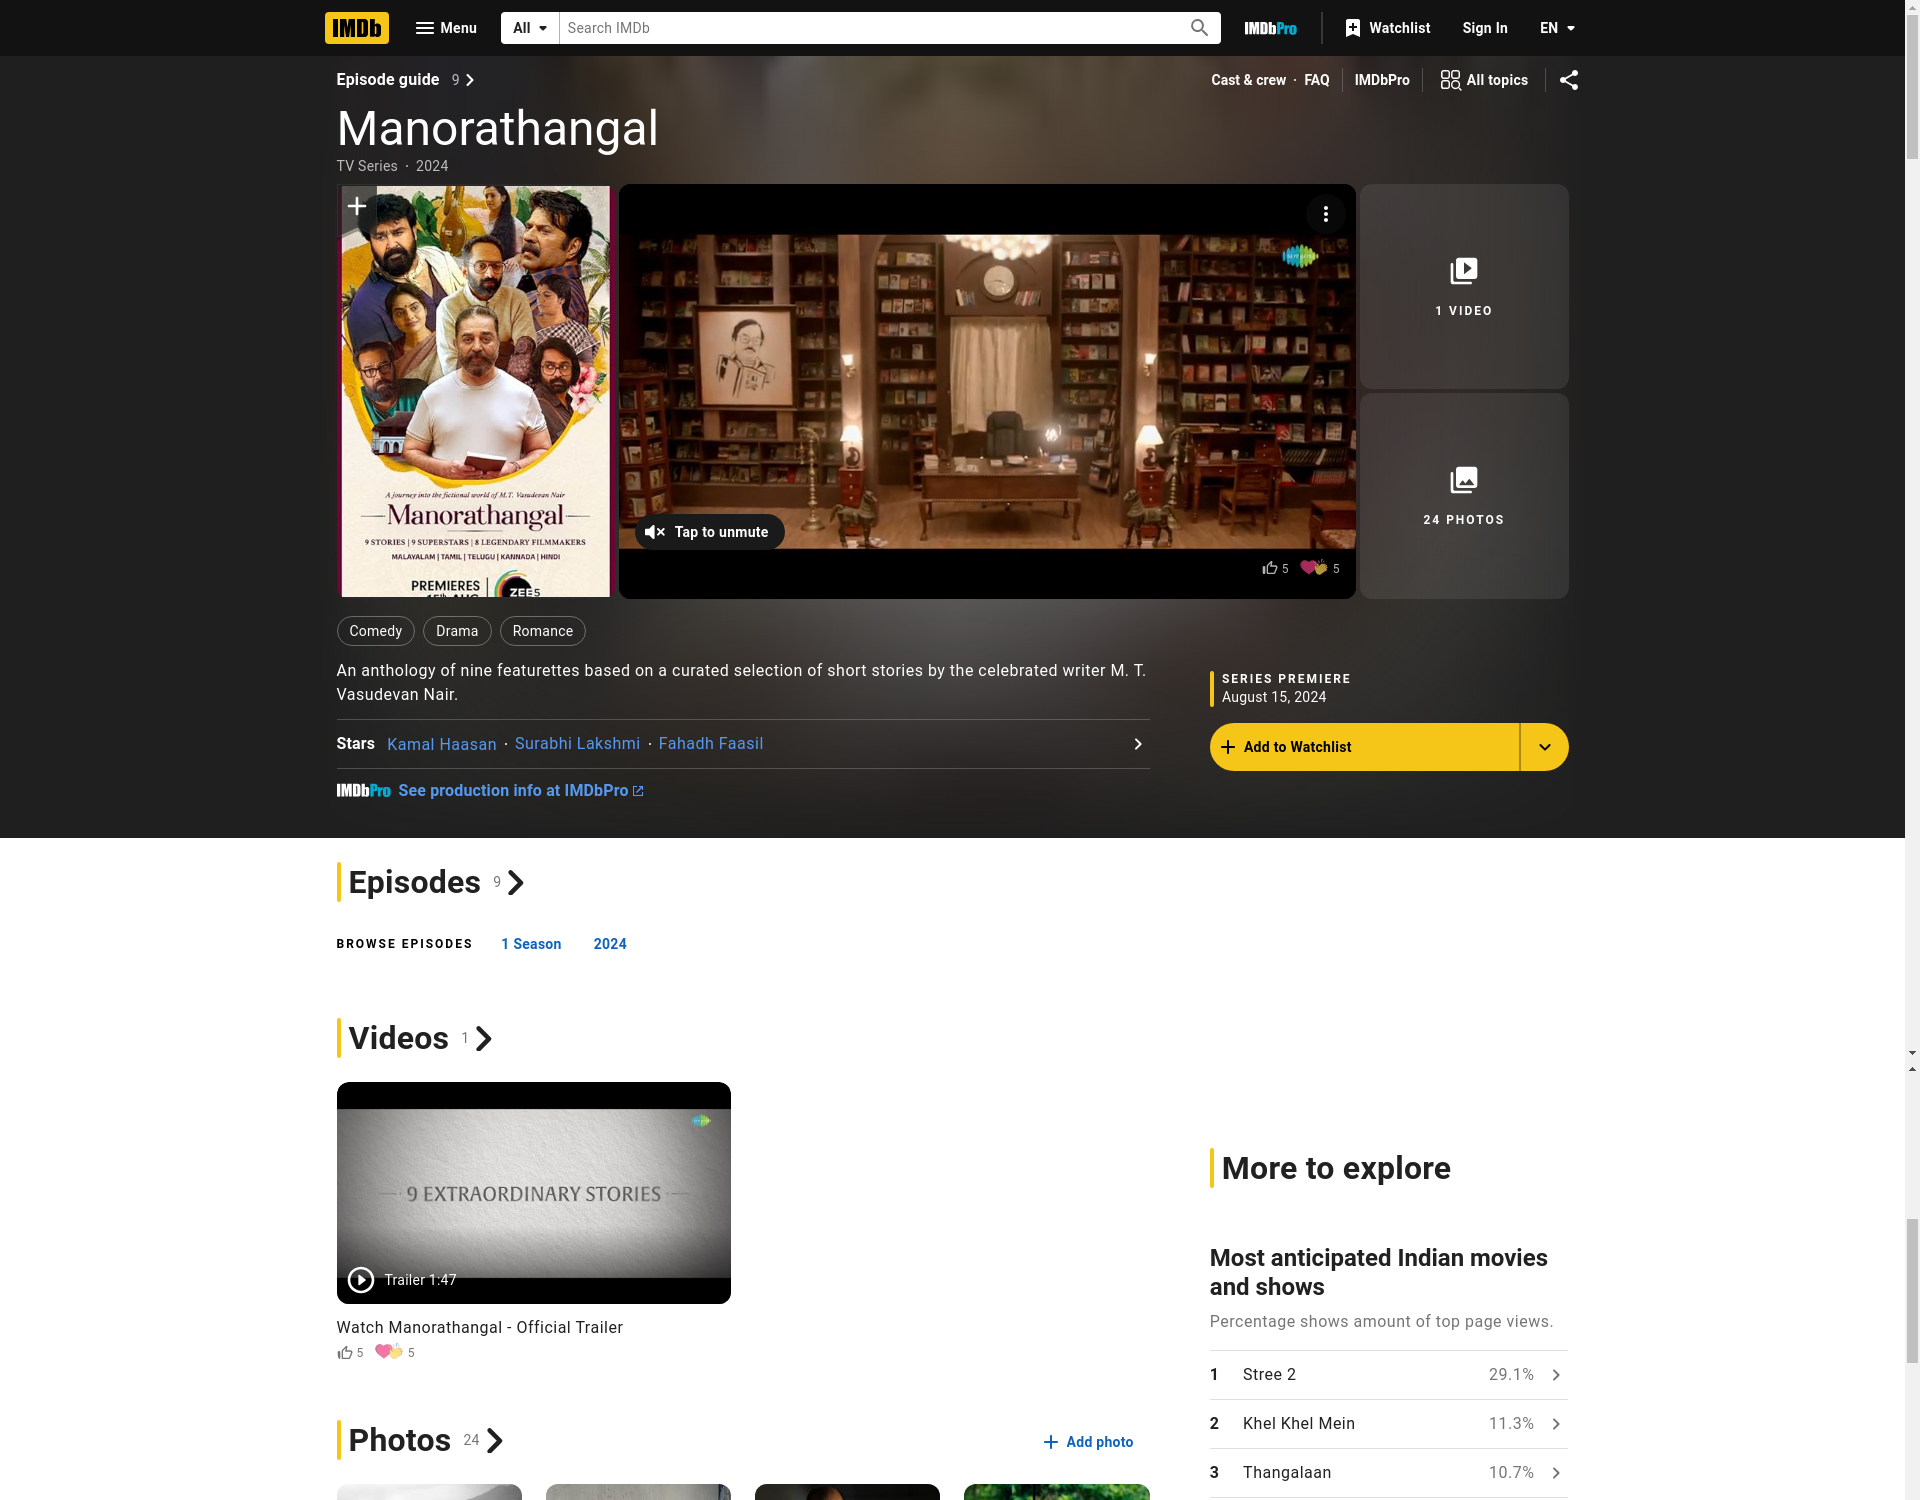 IMDb
Menu
All
Search IMDb
IMDbPro
Watchlist
Sign In
EN
Episode guide 9
Cast & crew · FAQ
IMDbPro
All topics
Manorathangal
TV Series · 2024
A journey into the fictional world of M.T. Vasudevan Nair
Manorathangal
9 STORIES | 9 SUPERSTARS | 8 LEGENDARY FILMMAKERS
MALAYALAM | TAMIL | TELUGU | KANNADA | HINDI
PREMIERES
ZEE5
Tap to unmute
5
5
1 VIDEO
24 PHOTOS
Comedy
Drama
Romance
An anthology of nine featurettes based on a curated selection of short stories by the celebrated writer M. T.
Vasudevan Nair.
Stars Kamal Haasan · Surabhi Lakshmi · Fahadh Faasil
IMDbPro See production info at IMDbPro
SERIES PREMIERE
August 15, 2024
Add to Watchlist
Episodes 9
BROWSE EPISODES 1 Season 2024
Videos 1
9 EXTRAORDINARY STORIES
Trailer 1:47
Watch Manorathangal - Official Trailer
5
5
Photos 24
Add photo
More to explore
Most anticipated Indian movies
and shows
Percentage shows amount of top page views.
1 Stree 2 29.1%
2 Khel Khel Mein 11.3%
3 Thangalaan 10.7%